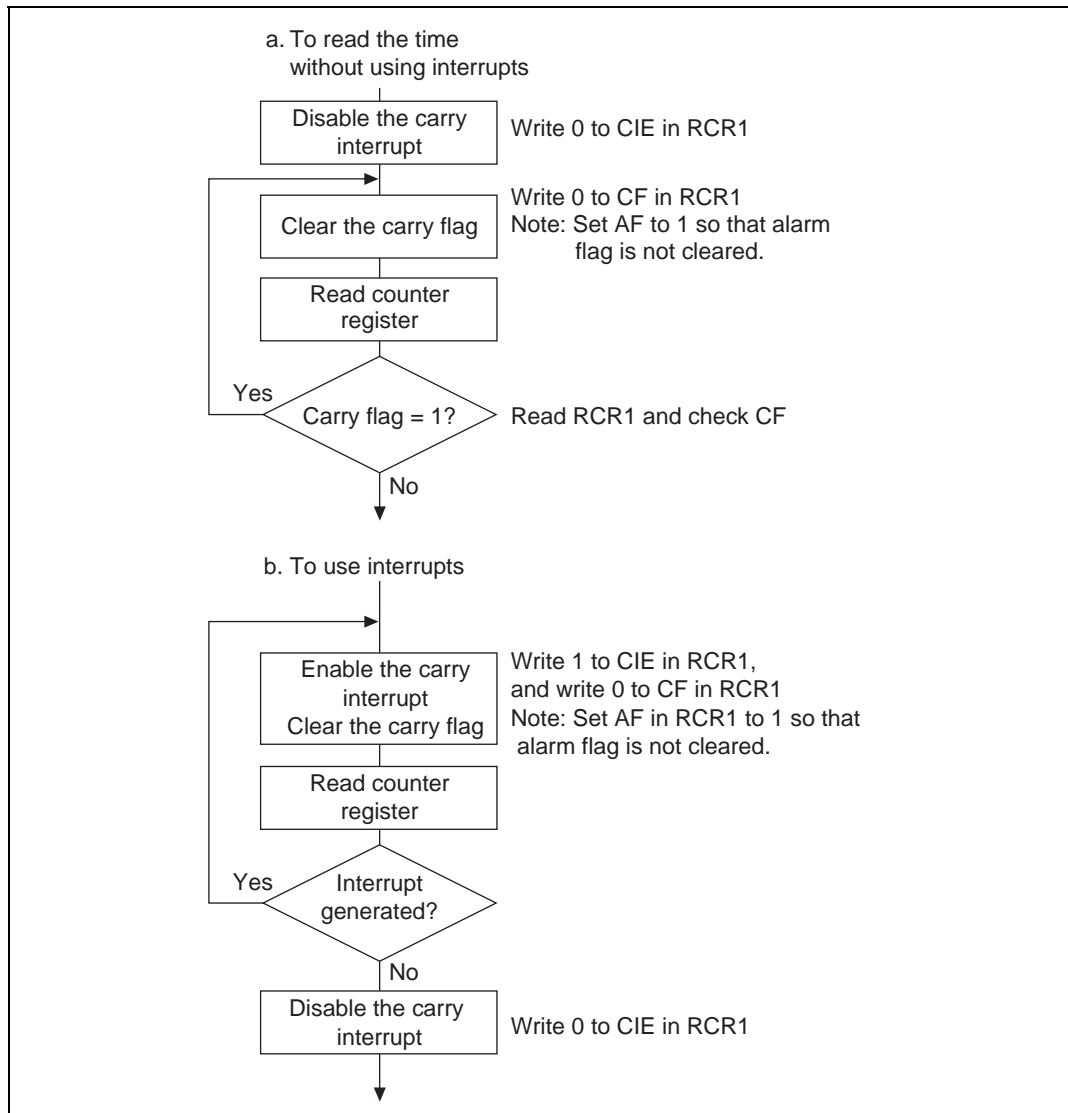 a. To read the time
without using interrupts
Disable the carry
interrupt
Write 0 to CIE in RCR1
Clear the carry flag
Write 0 to CF in RCR1
Note: Set AF to 1 so that alarm
flag is not cleared.
Read counter
register
Yes
Carry flag = 1?
Read RCR1 and check CF
No
b. To use interrupts
Enable the carry
interrupt
Clear the carry flag
Write 1 to CIE in RCR1,
and write 0 to CF in RCR1
Note: Set AF in RCR1 to 1 so that
alarm flag is not cleared.
Read counter
register
Yes
Interrupt
generated?
No
Disable the carry
interrupt
Write 0 to CIE in RCR1